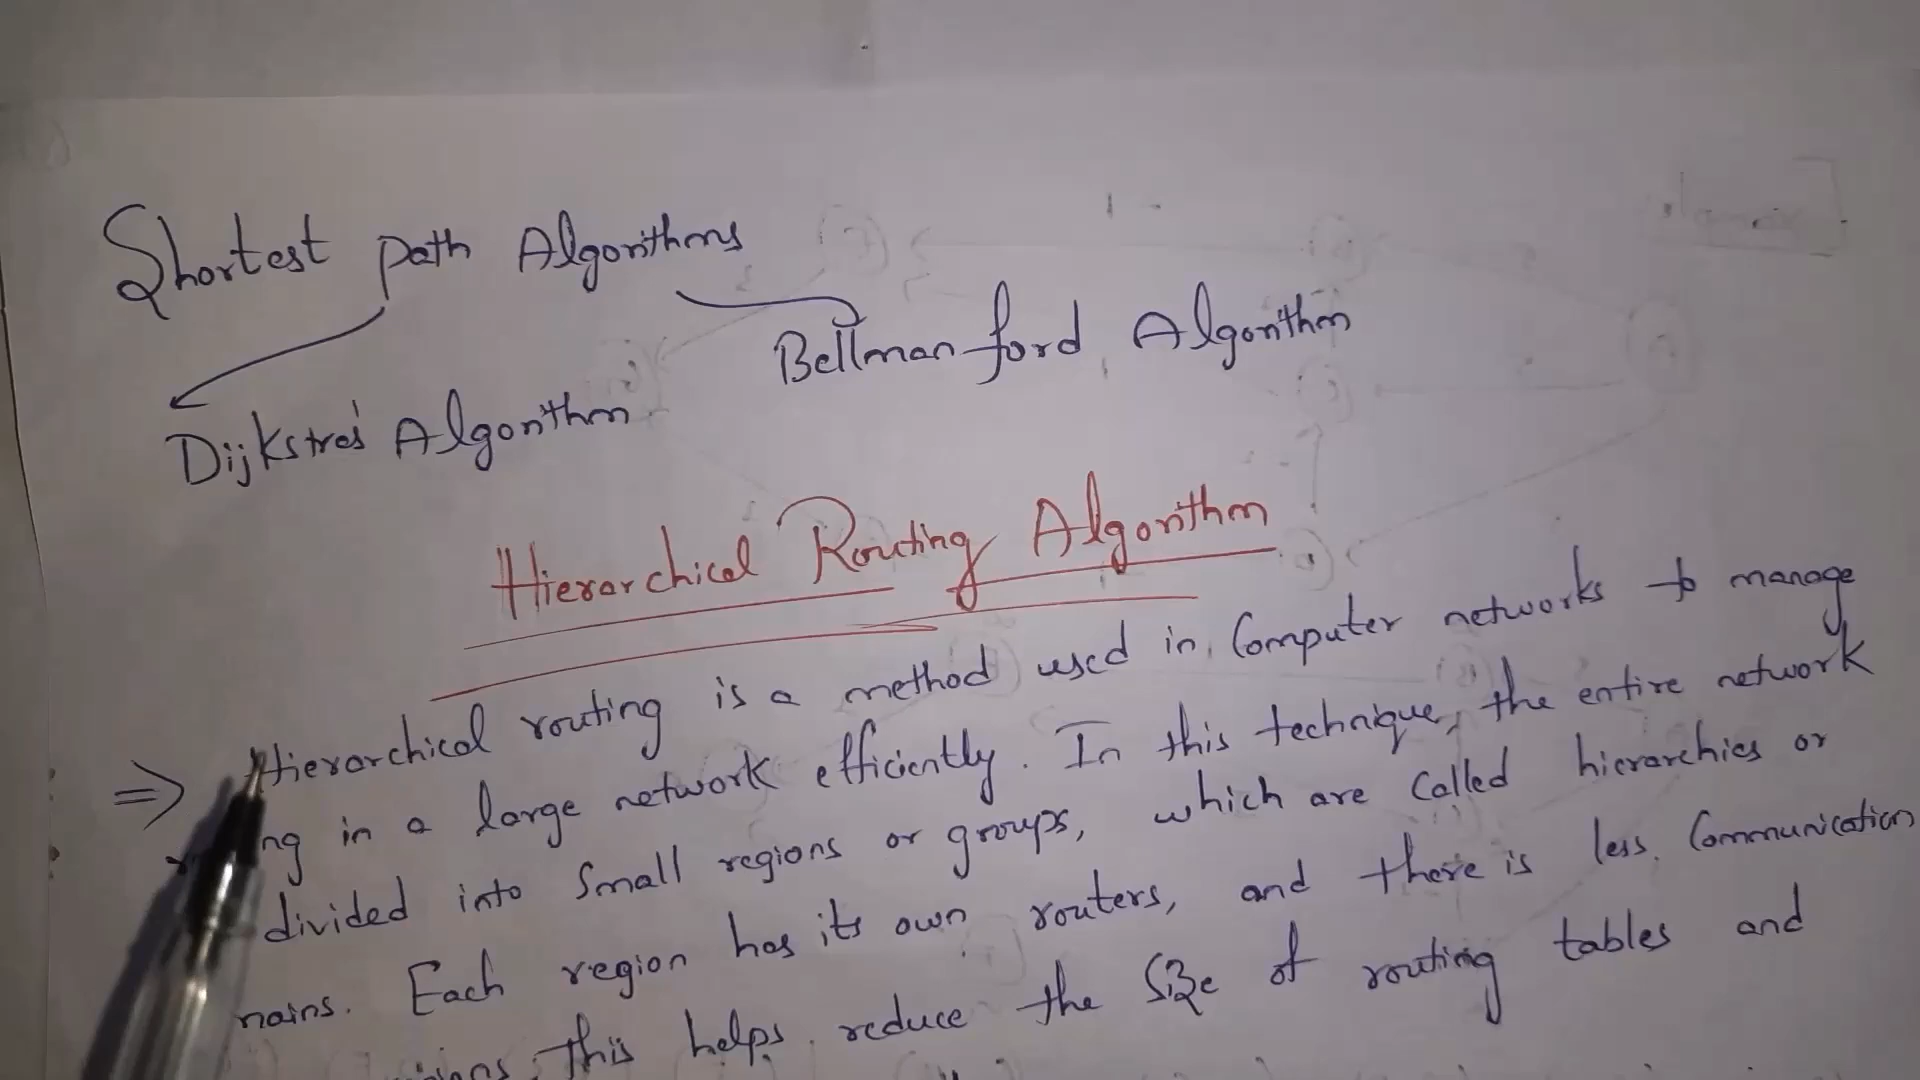 Shortest path Algorithms
Bellman ford Algorithm
Dijkstra's Algorithm
Hierarchical Routing Algorithm
=> Hierarchical routing is a method used in Computer networks to manage
in a large network efficiently. In this technique, the entire network
divided into small regions or groups, which are called hierarchies or
Each region has its own routers, and there is less Communication
this helps reduce the size of routing tables and